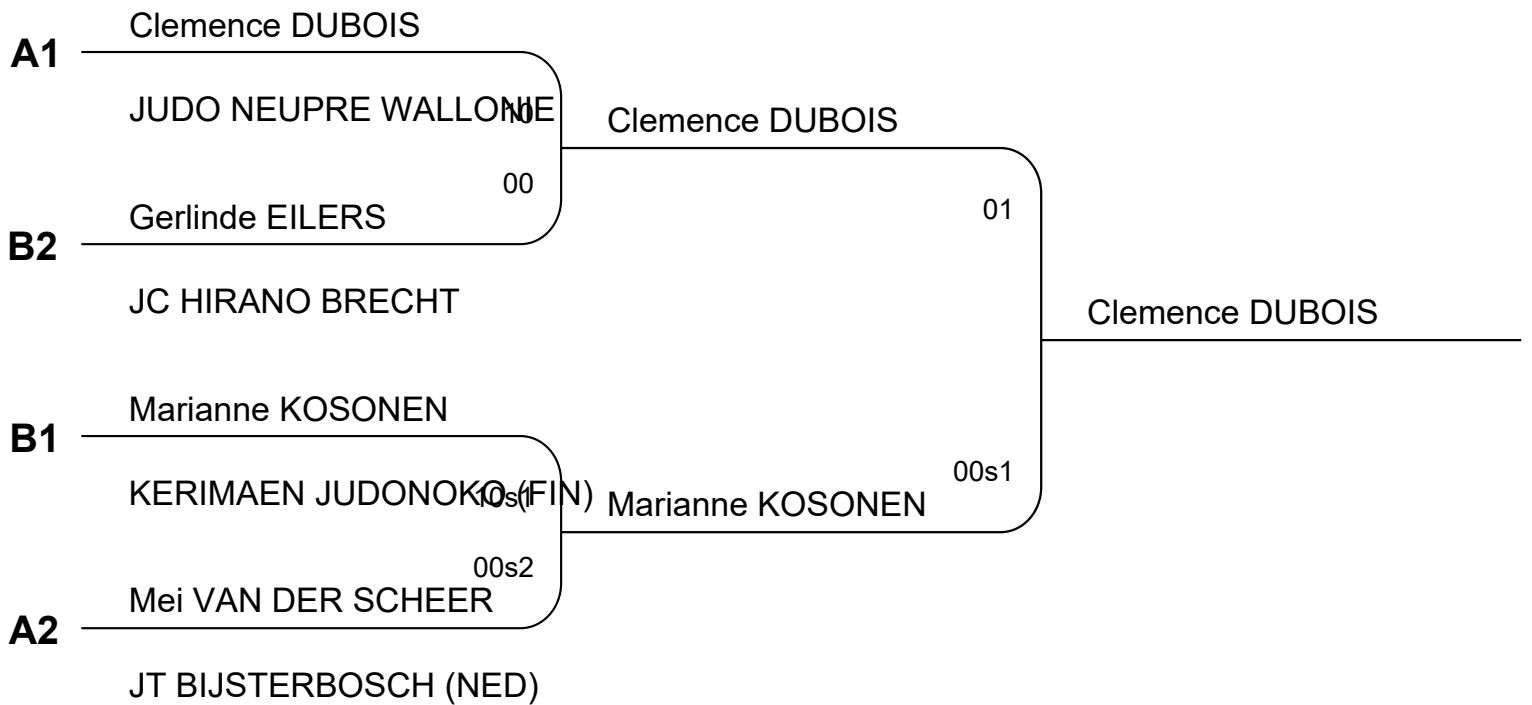 Clemence DUBOIS
A1
JUDO NEUPRE WALLONIE
10
Clemence DUBOIS
00
01
Gerlinde EILERS
B2
JC HIRANO BRECHT
Clemence DUBOIS
Marianne KOSONEN
B1
KERIMAEN JUDONOKO (FIN)
10s1
00s1
Marianne KOSONEN
00s2
Mei VAN DER SCHEER
A2
JT BIJSTERBOSCH (NED)